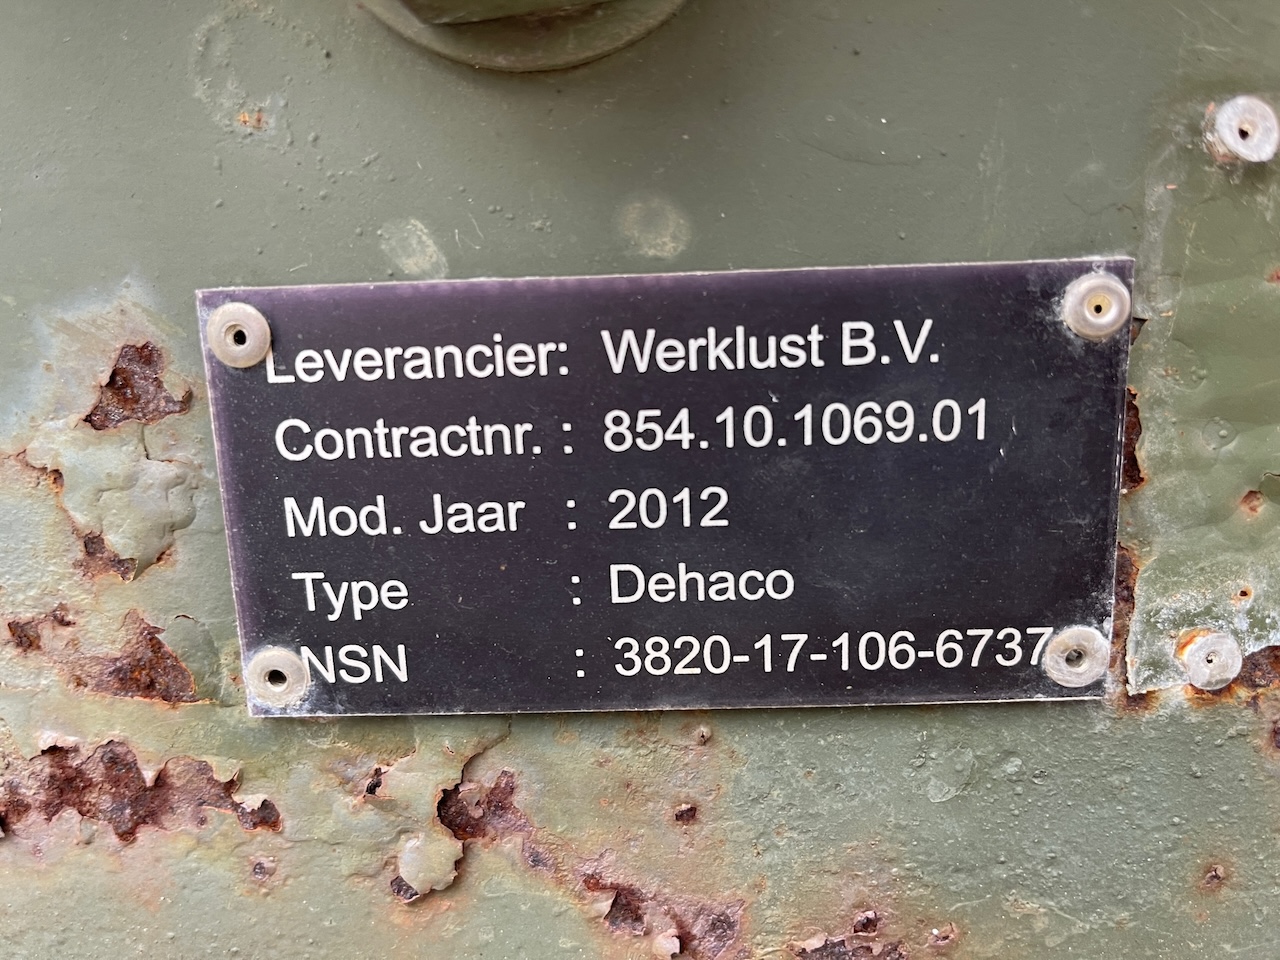 Leverancier: Werklust B.V.
Contractnr. : 854.10.1069.01
Mod. Jaar : 2012
Type : Dehaco
NSN : 3820-17-106-6737